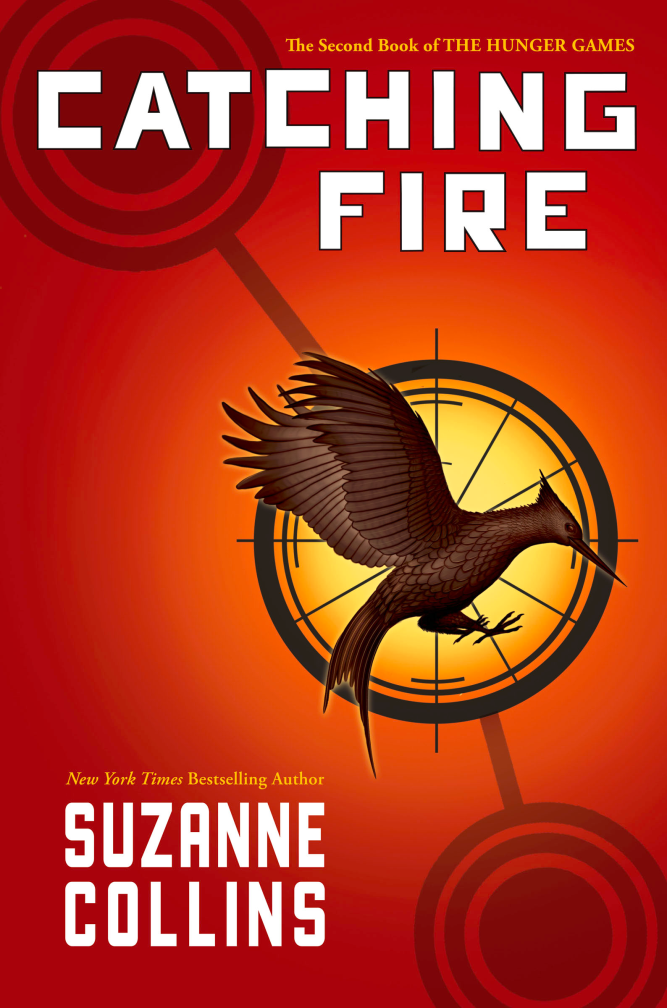 The Second Book of THE HUNGER GAMES
CATCHING
FIRE
New York Times Bestselling Author
SUZANNE
COLLINS